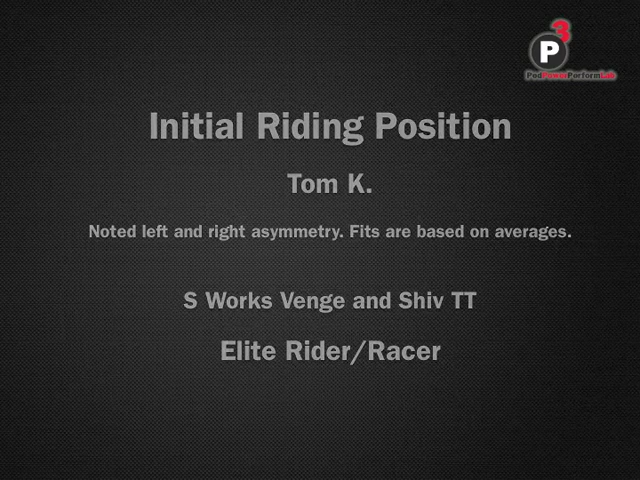 P3
PedPowerPerformLab
Initial Riding Position
Tom K.
Noted left and right asymmetry. Fits are based on averages.
S Works Venge and Shiv TT
Elite Rider/Racer